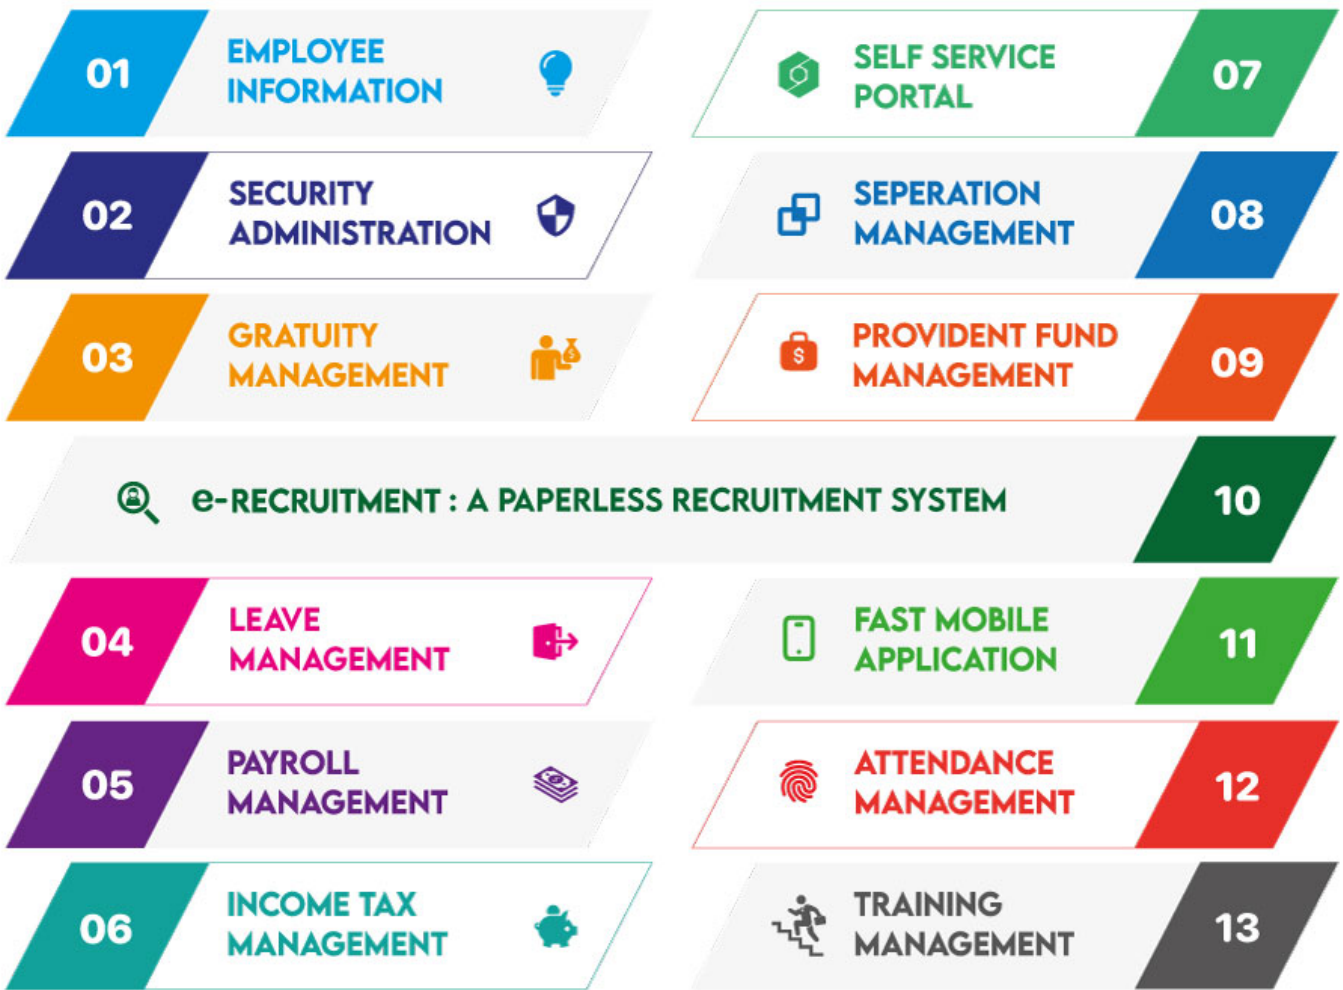 01
EMPLOYEE
INFORMATION
02
SECURITY
ADMINISTRATION
03
GRATUITY
MANAGEMENT
SELF SERVICE
PORTAL
07
SEPERATION
MANAGEMENT
08
PROVIDENT FUND
MANAGEMENT
09
e-RECRUITMENT : A PAPERLESS RECRUITMENT SYSTEM
10
04
LEAVE
MANAGEMENT
05
PAYROLL
MANAGEMENT
06
INCOME TAX
MANAGEMENT
FAST MOBILE
APPLICATION
11
ATTENDANCE
MANAGEMENT
12
TRAINING
MANAGEMENT
13